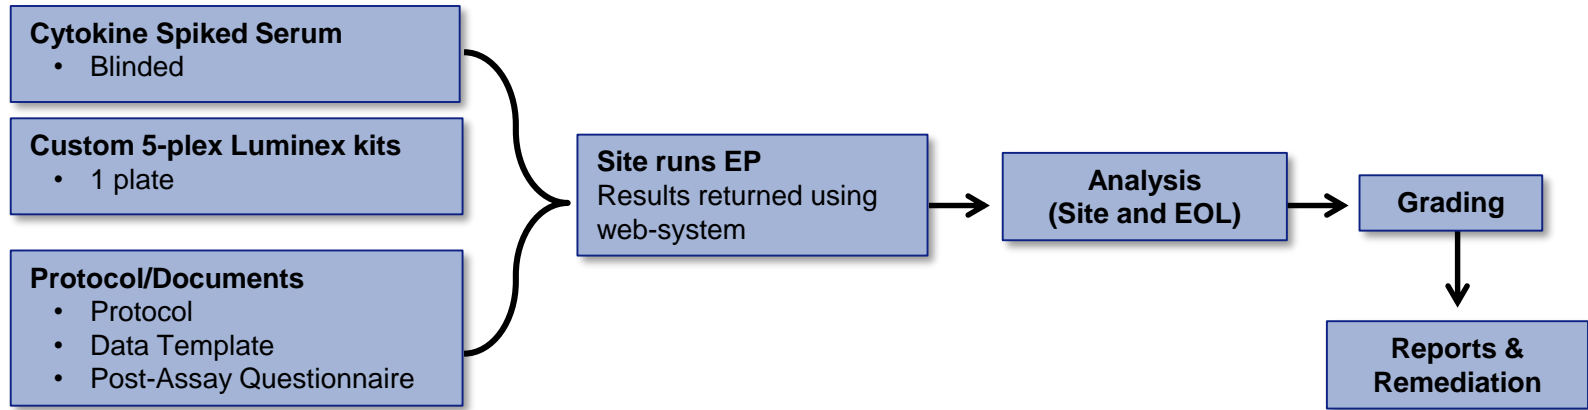 Cytokine Spiked Serum
• Blinded
Custom 5-plex Luminex kits
• 1 plate
Protocol/Documents
• Protocol
• Data Template
• Post-Assay Questionnaire
Site runs EP
Results returned using
web-system
Analysis
(Site and EOL)
Grading
Reports &
Remediation